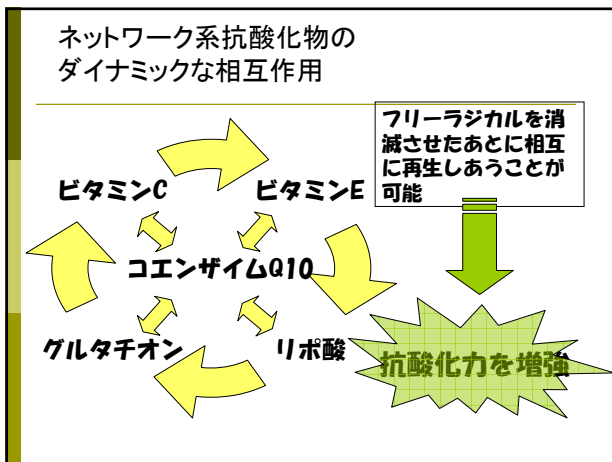 ネットワーク系抗酸化物の
ダイナミックな相互作用
フリーラジカルを消
滅させたあとに相互
に再生しあうことが
可能
ビタミンC
ビタミンE
コエンザイムQ10
グルタチオン
リポ酸
抗酸化力を増強